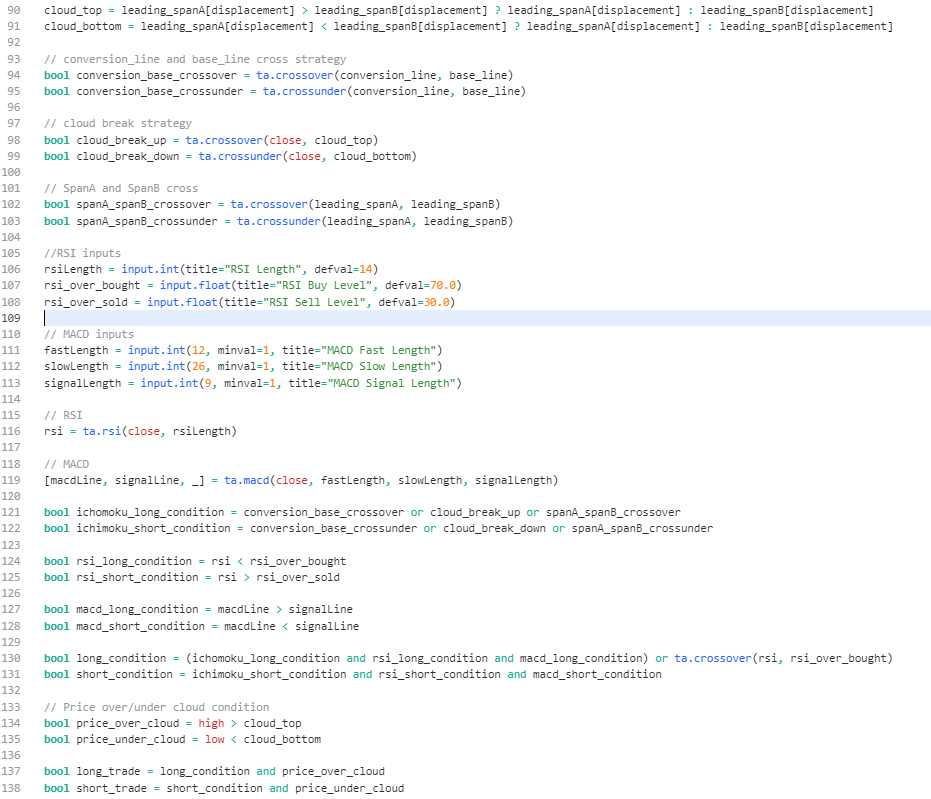 90 cloud_top = leading_spanA[displacement] > leading_spanB[displacement] ? leading_spanA[displacement] : leading_spanB[displacement]
91 cloud_bottom = leading_spanA[displacement] < leading_spanB[displacement] ? leading_spanA[displacement] : leading_spanB[displacement]
92
93 // conversion_line and base_line cross strategy
94 bool conversion_base_crossover = ta.crossover(conversion_line, base_line)
95 bool conversion_base_crossunder = ta.crossunder(conversion_line, base_line)
96
97 // cloud break strategy
98 bool cloud_break_up = ta.crossover(close, cloud_top)
99 bool cloud_break_down = ta.crossunder(close, cloud_bottom)
100
101 // SpanA and SpanB cross
102 bool spanA_spanB_crossover = ta.crossover(leading_spanA, leading_spanB)
103 bool spanA_spanB_crossunder = ta.crossunder(leading_spanA, leading_spanB)
104
105 //RSI inputs
106 rsiLength = input.int(title="RSI Length", defval=14)
107 rsi_over_bought = input.float(title="RSI Buy Level", defval=70.0)
108 rsi_over_sold = input.float(title="RSI Sell Level", defval=30.0)
109
110 // MACD inputs
111 fastLength = input.int(12, minval=1, title="MACD Fast Length")
112 slowLength = input.int(26, minval=1, title="MACD Slow Length")
113 signalLength = input.int(9, minval=1, title="MACD Signal Length")
114
115 // RSI
116 rsi = ta.rsi(close, rsiLength)
117
118 // MACD
119 [macdLine, signalLine, _] = ta.macd(close, fastLength, slowLength, signalLength)
120
121 bool ichomoku_long_condition = conversion_base_crossover or cloud_break_up or spanA_spanB_crossover
122 bool ichimoku_short_condition = conversion_base_crossunder or cloud_break_down or spanA_spanB_crossunder
123
124 bool rsi_long_condition = rsi < rsi_over_bought
125 bool rsi_short_condition = rsi > rsi_over_sold
126
127 bool macd_long_condition = macdLine > signalLine
128 bool macd_short_condition = macdLine < signalLine
129
130 bool long_condition = (ichomoku_long_condition and rsi_long_condition and macd_long_condition) or ta.crossover(rsi, rsi_over_bought)
131 bool short_condition = ichimoku_short_condition and rsi_short_condition and macd_short_condition
132
133 // Price over/under cloud condition
134 bool price_over_cloud = high > cloud_top
135 bool price_under_cloud = low < cloud_bottom
136
137 bool long_trade = long_condition and price_over_cloud
138 bool short_trade = short_condition and price_under_cloud